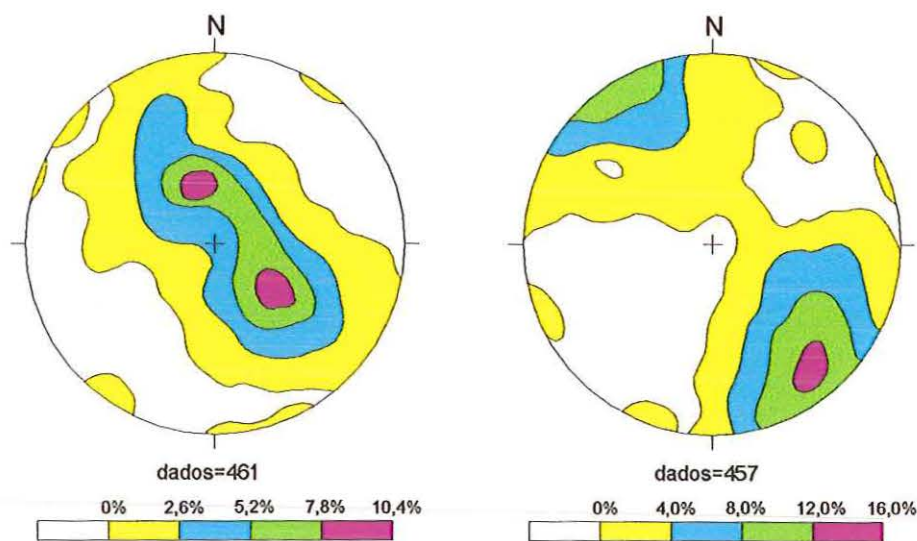 N
N
dados=461
dados=457
0% 2,6% 5,2% 7,8% 10,4%
0% 4,0% 8,0% 12,0% 16,0%